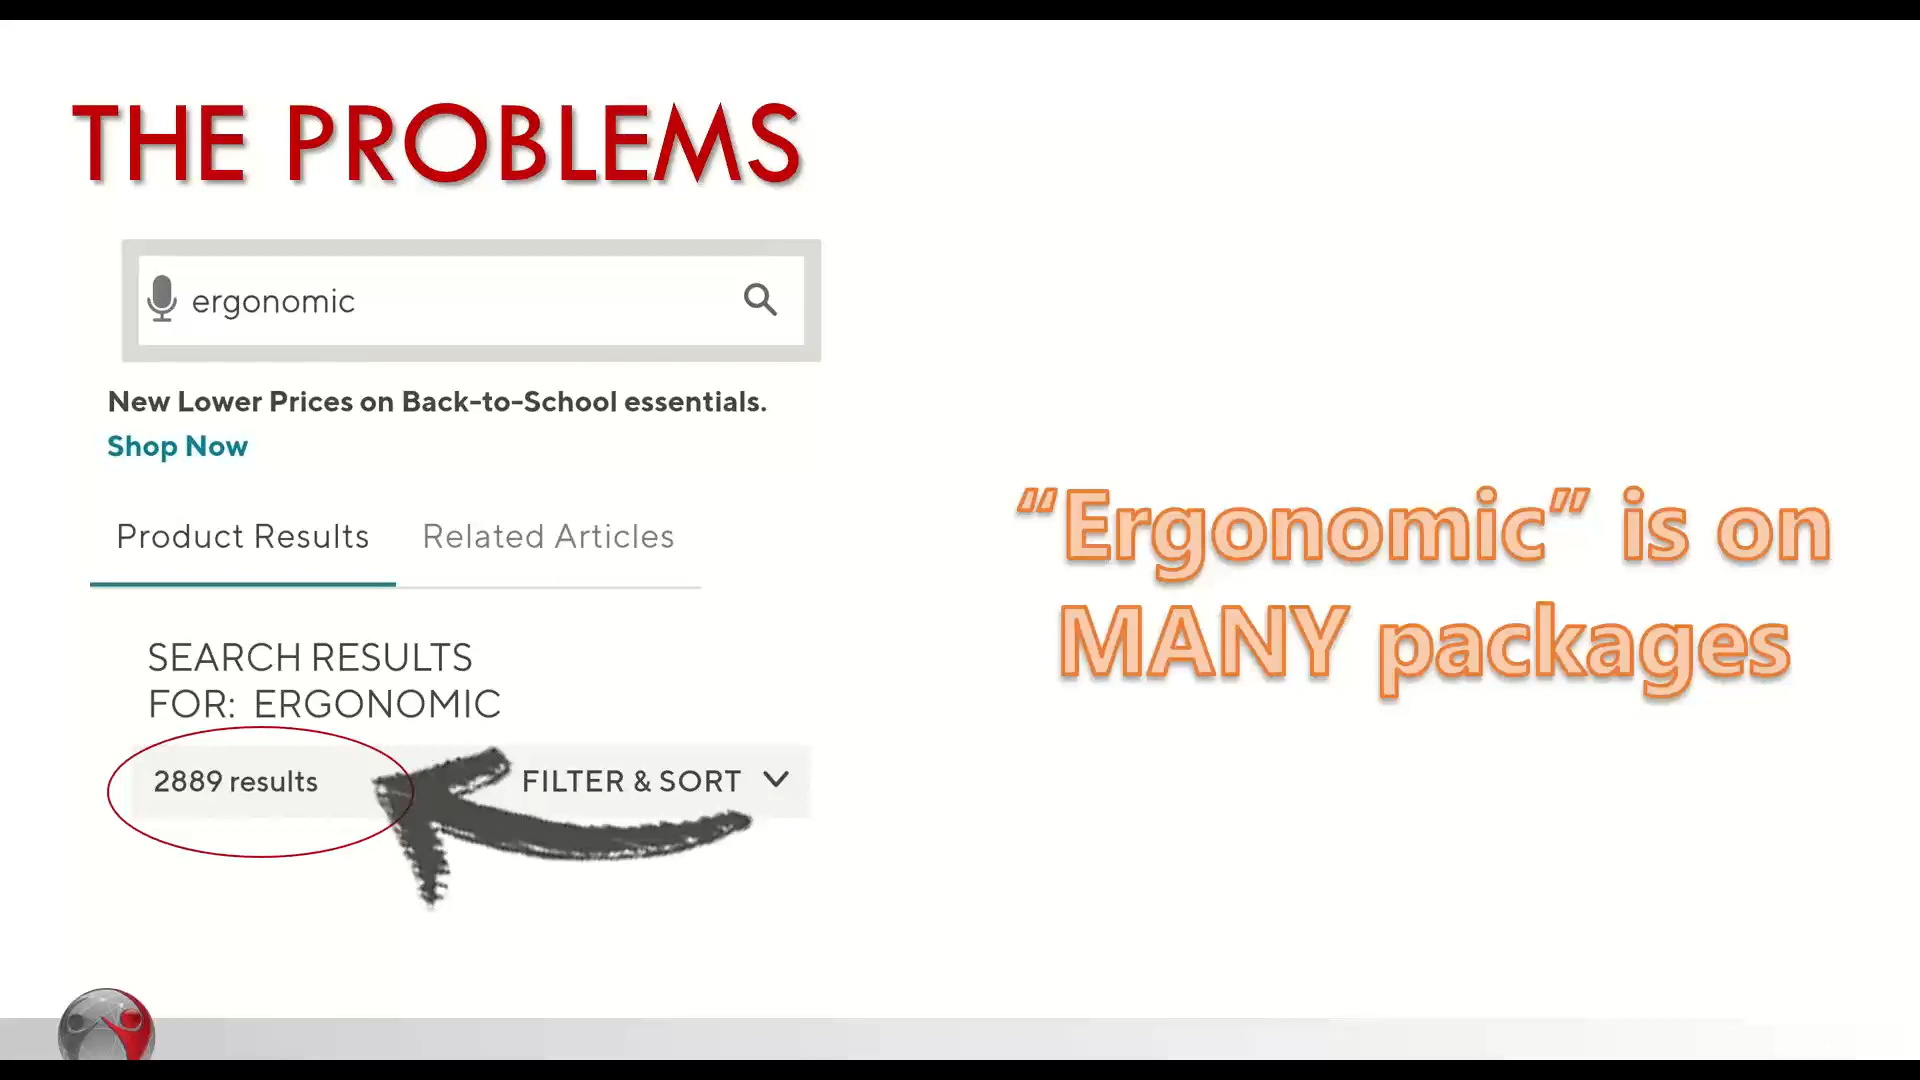 THE PROBLEMS
ergonomic
New Lower Prices on Back-to-School essentials.
Shop Now
Product Results
Related Articles
SEARCH RESULTS
FOR: ERGONOMIC
2889 results
FILTER & SORT
“Ergonomic” is on
MANY packages